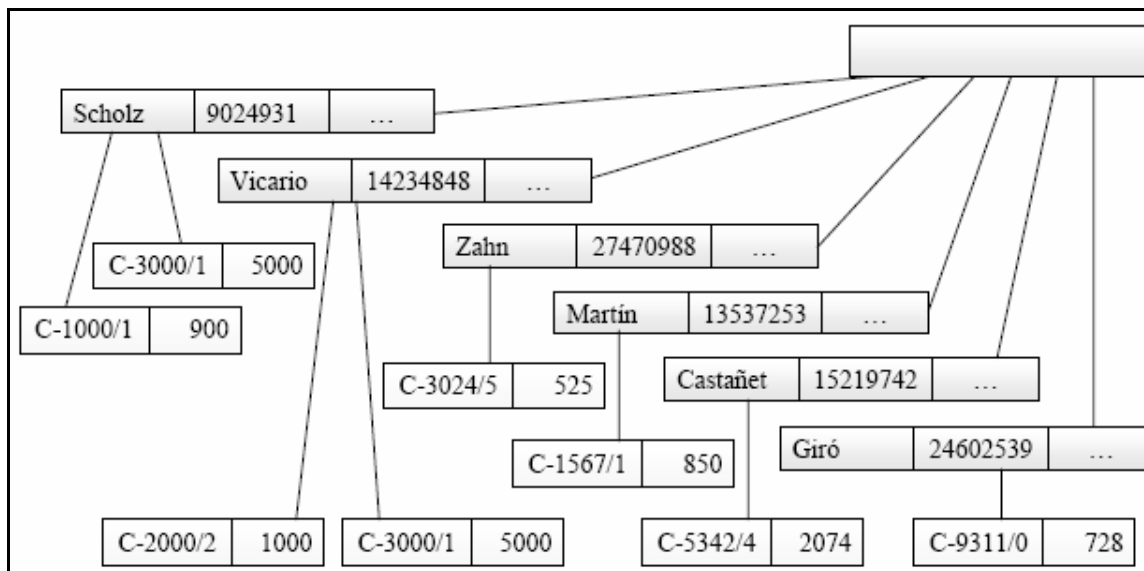 Scholz 9024931 ...
Vicario 14234848 ...
Zahn 27470988 ...
C-3000/1 5000
Martín 13537253 ...
C-1000/1 900
C-3024/5 525
Castañet 15219742 ...
Giró 24602539 ...
C-1567/1 850
C-2000/2 1000
C-3000/1 5000
C-5342/4 2074
C-9311/0 728